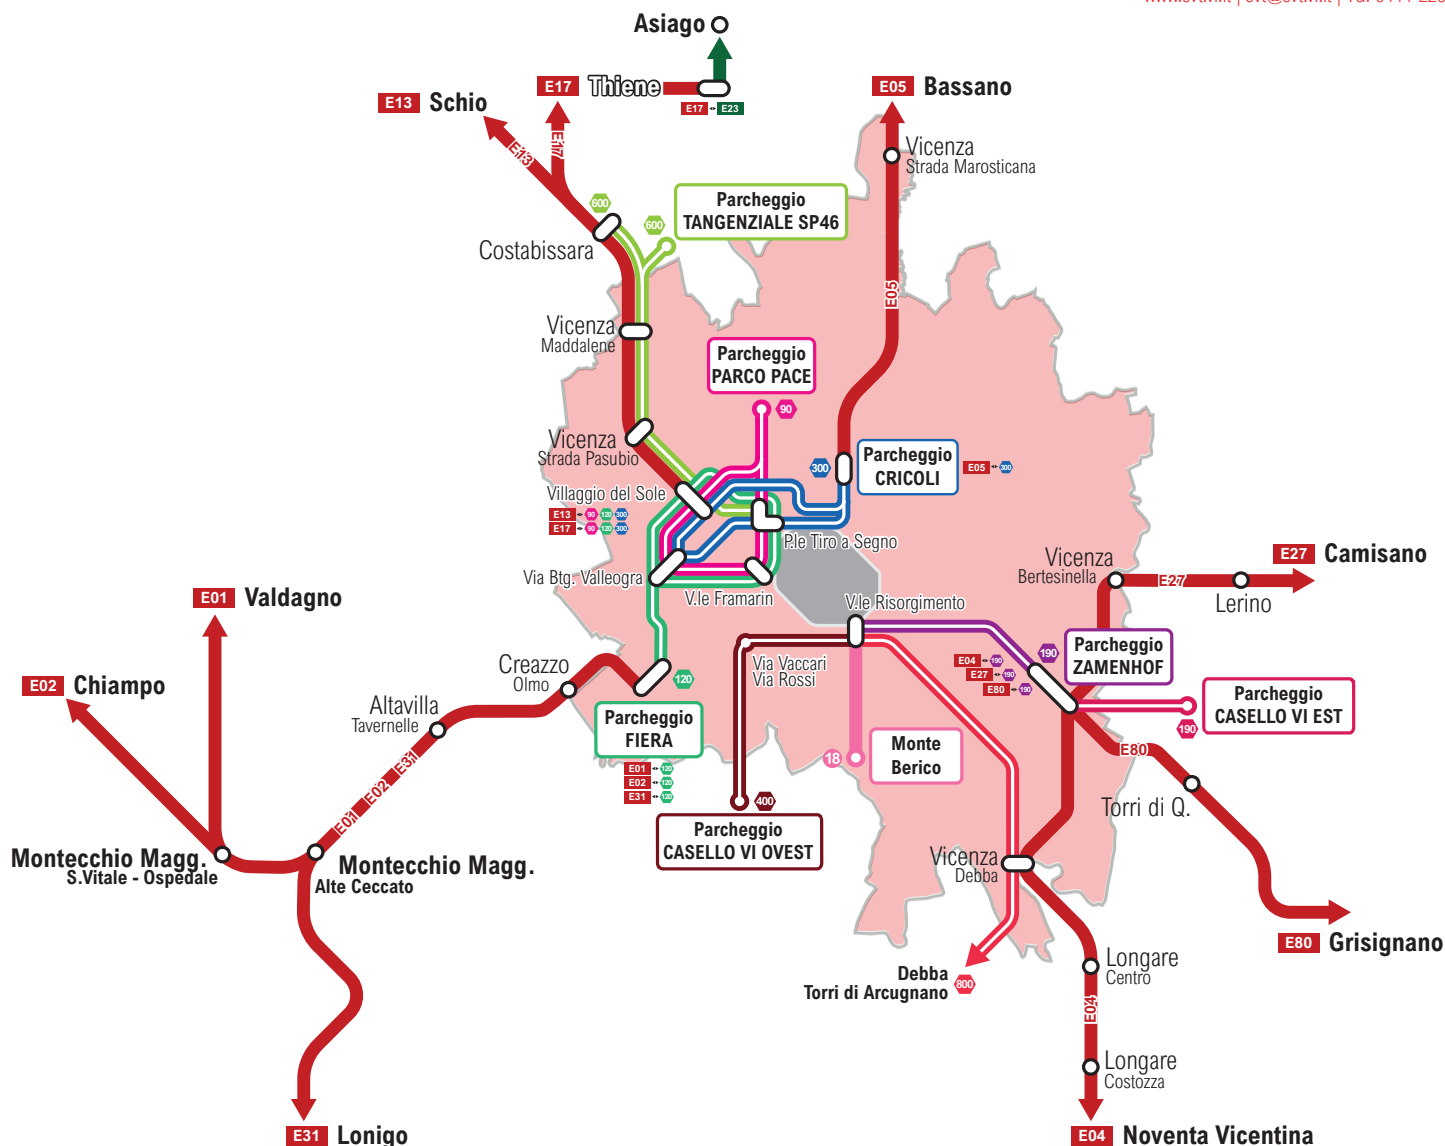 Asiago
E17 Thiene
E17 E23
E13 Schio
E05 Bassano
E13
E17
Vicenza
Strada Marosticana
600
600
Parcheggio
TANGENZIALE SP46
Costabissara
E05
Vicenza
Maddalene
Parcheggio
PARCO PACE
90
Vicenza
Strada Pasubio
Parcheggio
CRICOLI
300
E05 300
Villaggio del Sole
E13 90 120 300
E17 90 120 300
P.le Tiro a Segno
Via Btg. Valleogra
V.le Framarin
V.le Risorgimento
Vicenza
Bertesinella
E27
E27 Camisano
Lerino
E01 Valdagno
Parcheggio
ZAMENHOF
190
E04 190
E27 190
E80 190
Creazzo
Olmo
Via Vaccari
Via Rossi
E02 Chiampo
120
Parcheggio
CASELLO VI EST
190
Altavilla
Tavernelle
Parcheggio
FIERA
E01 120
E02 120
E31 120
18
Monte
Berico
E80
E01 E02 E31
400
Parcheggio
CASELLO VI OVEST
Torri di Q.
Montecchio Magg.
S.Vitale - Ospedale
Montecchio Magg.
Alte Ceccato
Vicenza
Debba
E80 Grisignano
Debba
Torri di Arcugnano
800
Longare
Centro
E04
Longare
Costozza
E31 Lonigo
E04 Noventa Vicentina